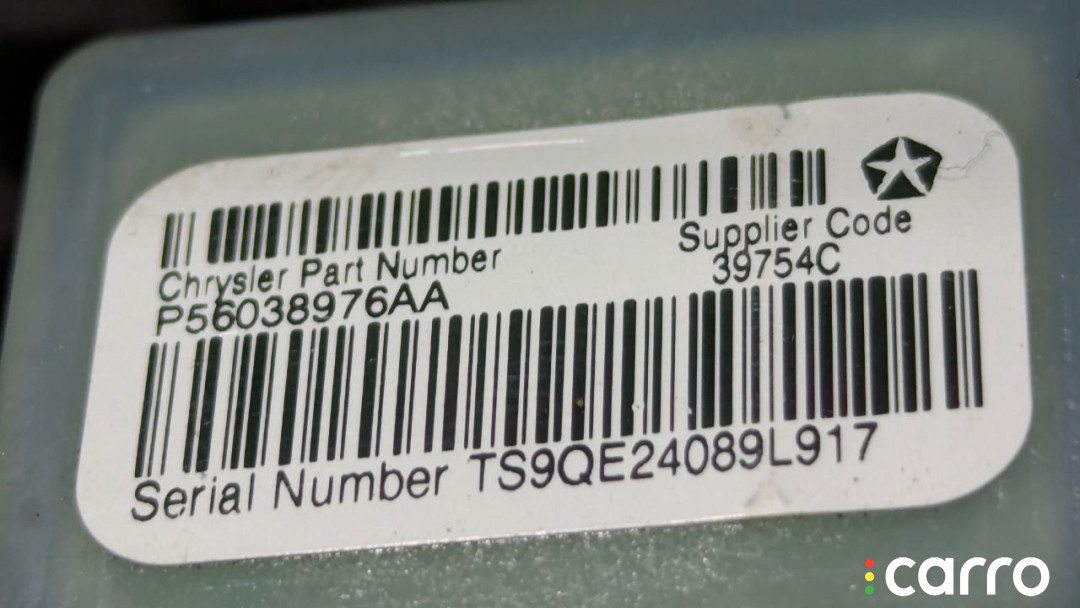 Chrysler Part Number
P56038976AA
Supplier Code
39754C
Serial Number TS9QE24089L917
carro